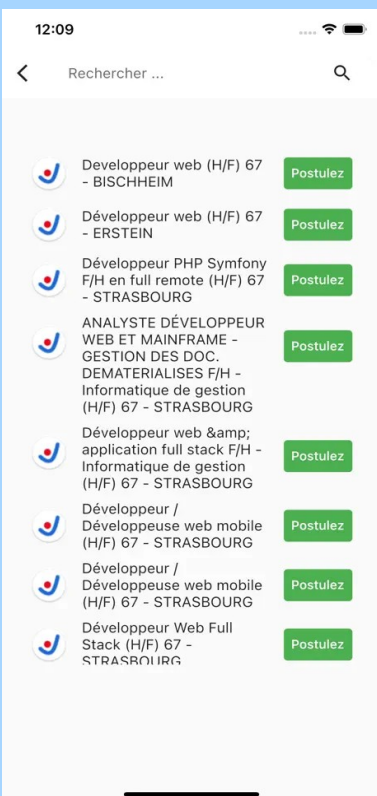 12:09
Rechercher ...
Developpeur web (H/F) 67
- BISCHHEIM
Postulez
Développeur web (H/F) 67
- ERSTEIN
Postulez
Développeur PHP Symfony
F/H en full remote (H/F) 67
- STRASBOURG
Postulez
ANALYSTE DÉVELOPPEUR
WEB ET MAINFRAME -
GESTION DES DOC.
DEMATERIALISES F/H -
Informatique de gestion
(H/F) 67 - STRASBOURG
Postulez
Développeur web &amp;
application full stack F/H -
Informatique de gestion
(H/F) 67 - STRASBOURG
Postulez
Développeur /
Développeuse web mobile
(H/F) 67 - STRASBOURG
Postulez
Développeur /
Développeuse web mobile
(H/F) 67 - STRASBOURG
Postulez
Développeur Web Full
Stack (H/F) 67 -
STRASBOURG
Postulez